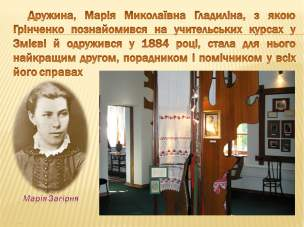 Дружина, Марія Миколаївна Гладиліна, з якою
Грінченко познайомився на учительських курсах у
Змієві й одружився у 1884 році, стала для нього
найкращим другом, порадником і помічником у всіх
його справах
Марія Загірня